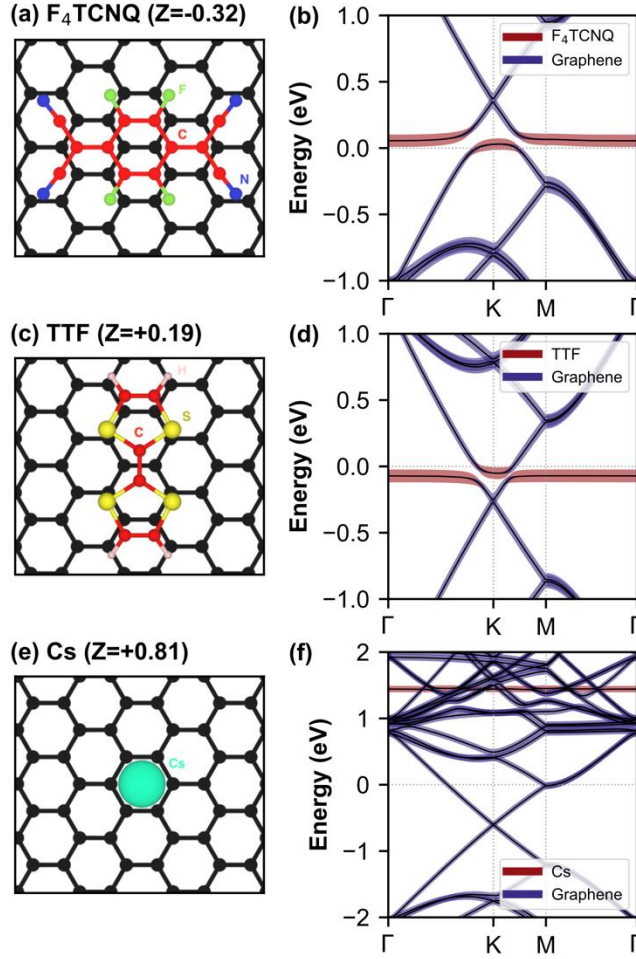 (a) F₄TCNQ (Z=-0.32)
F
C
N
(b)
F₄TCNQ
Graphene
Energy (eV)
1.0
0.5
0.0
−0.5
−1.0
Γ K M Γ
(c) TTF (Z=+0.19)
H
S
C
(d)
TTF
Graphene
Energy (eV)
1.0
0.5
0.0
−0.5
−1.0
Γ K M Γ
(e) Cs (Z=+0.81)
Cs
(f)
Energy (eV)
2
1
0
−1
−2
Cs
Graphene
Γ K M Γ